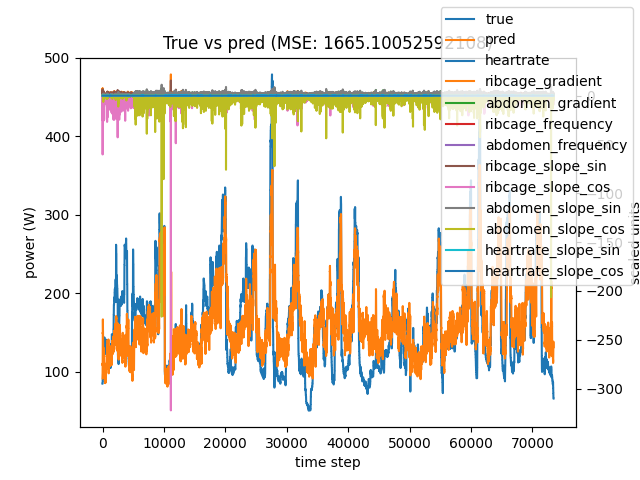 True vs pred (MSE: 1665.10052592108)
true
pred
heartrate
ribcage_gradient
abdomen_gradient
ribcage_frequency
abdomen_frequency
ribcage_slope_sin
ribcage_slope_cos
abdomen_slope_sin
abdomen_slope_cos
heartrate_slope_sin
heartrate_slope_cos
500
400
300
200
100
power (W)
0
−100
−200
−250
−300
scaled units
0 10000 20000 30000 40000 50000 60000 70000
time step